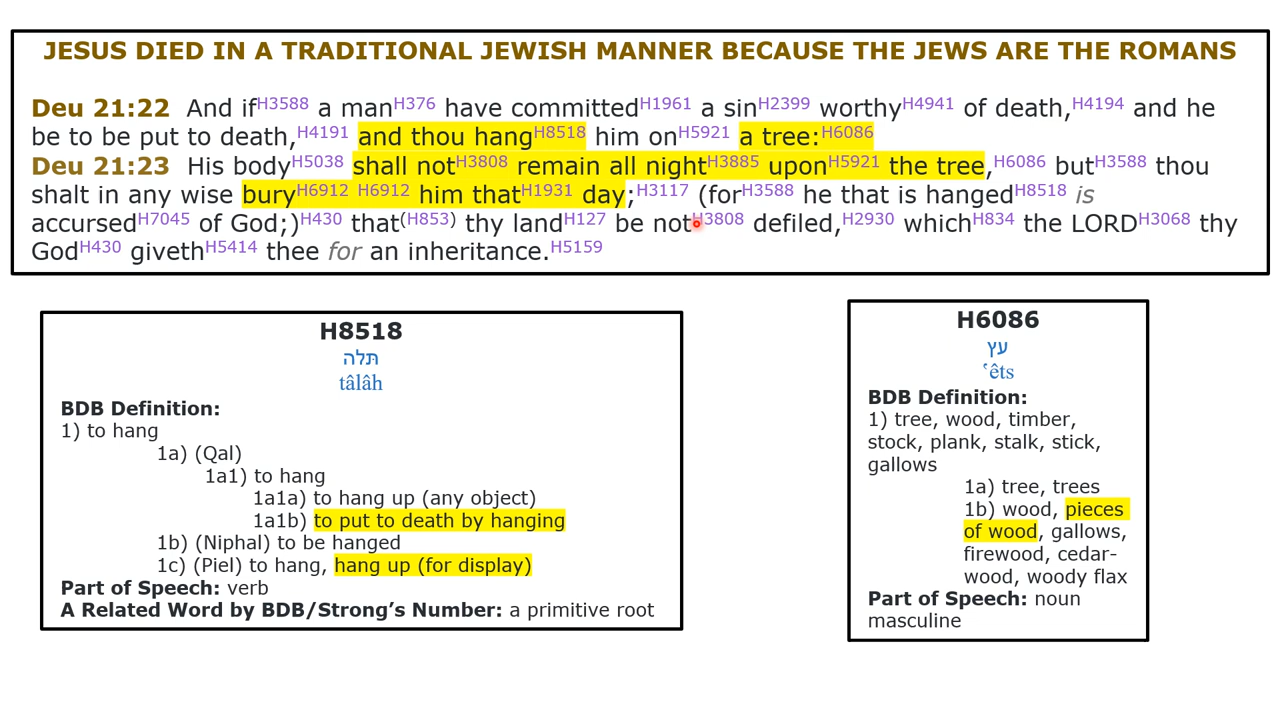 JESUS DIED IN A TRADITIONAL JEWISH MANNER BECAUSE THE JEWS ARE THE ROMANS
Deu 21:22 And ifH3588 a manH376 have committedH1961 a sinH2399 worthyH4941 of death,H4194 and he
be to be put to death,H4191 and thou hangH8518 him onH5921 a tree:H6086
Deu 21:23 His bodyH5038 shall notH3808 remain all nightH3885 uponH5921 the tree,H6086 butH3588 thou
shalt in any wise buryH6912 H6912 him thatH1931 day;H3117 (forH3588 he that is hangedH8518 is
accursedH7045 of God;)H430 that(H853) thy landH127 be notH3808 defiled,H2930 whichH834 the LORDH3068 thy
GodH430 givethH5414 thee for an inheritance.H5159
H8518
תּלה
tâlâh
BDB Definition:
1) to hang
1a) (Qal)
1a1) to hang
1a1a) to hang up (any object)
1a1b) to put to death by hanging
1b) (Niphal) to be hanged
1c) (Piel) to hang, hang up (for display)
Part of Speech: verb
A Related Word by BDB/Strong’s Number: a primitive root
H6086
עץ
‛êts
BDB Definition:
1) tree, wood, timber,
stock, plank, stalk, stick,
gallows
1a) tree, trees
1b) wood, pieces
of wood, gallows,
firewood, cedar-
wood, woody flax
Part of Speech: noun
masculine